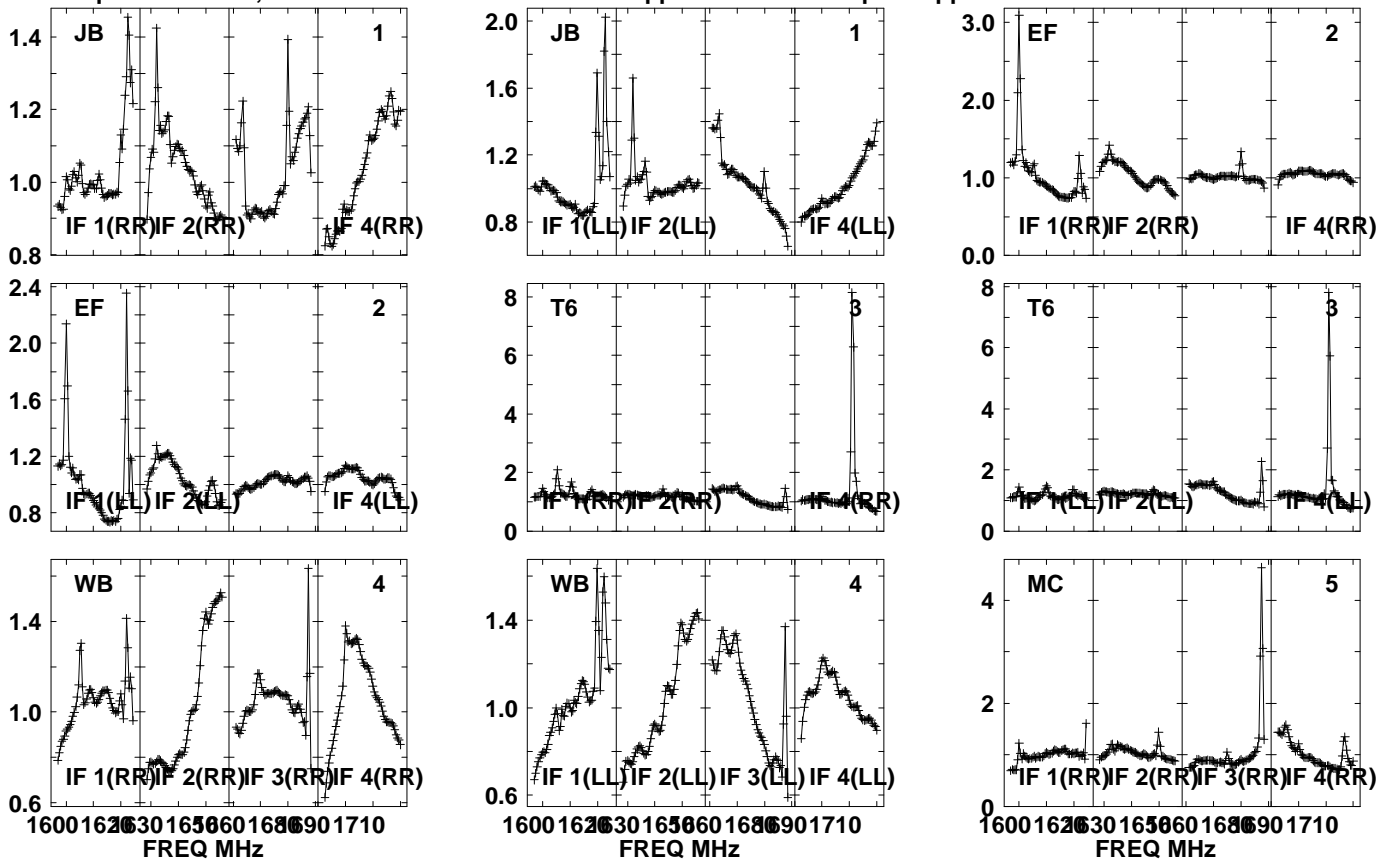 JB 1
1.4
1.2
1.0
0.8
IF 1(RR) IF 2(RR) IF 4(RR)
JB 1
2.0
1.6
1.2
1.0
0.8
IF 1(LL) IF 2(LL) IF 4(LL)
EF 2
3.0
2.0
1.0
0.0
IF 1(RR) IF 2(RR) IF 4(RR)
EF 2
2.4
2.0
1.6
1.2
0.8
IF 1(LL) IF 2(LL) IF 4(LL)
T6 3
8
6
4
2
0
IF 1(RR) IF 2(RR) IF 4(RR)
T6 3
8
6
4
2
0
IF 1(LL) IF 2(LL) IF 4(LL)
WB 4
1.4
1.0
0.6
IF 1(RR) IF 2(RR) IF 3(RR) IF 4(RR)
1600 1710
FREQ MHz
WB 4
1.4
1.0
0.6
IF 1(LL) IF 2(LL) IF 3(LL) IF 4(LL)
1600 1710
MC 5
4
2
0
IF 1(RR) IF 2(RR) IF 3(RR) IF 4(RR)
1600 1710
FREQ MHz